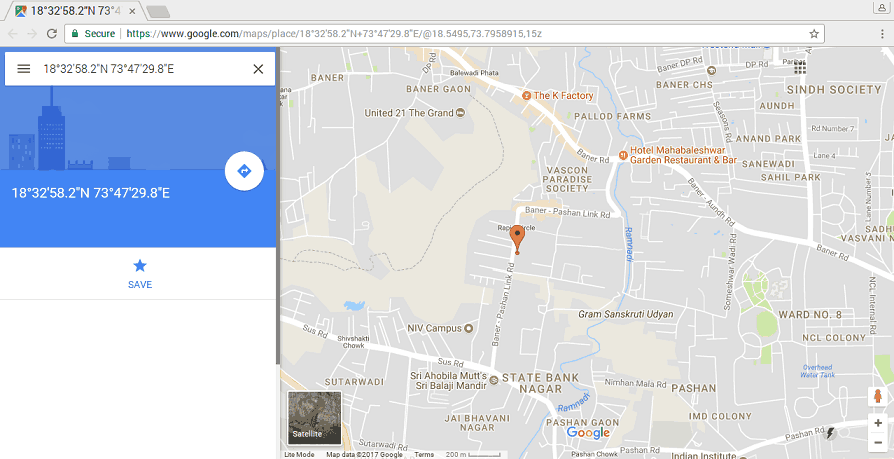 18°32'58.2"N 73°4
Secure
https://www.google.com/maps/place/18°32'58.2"N+73°47'29.8"E/@18.5495,73.7958915,15z
18°32'58.2"N 73°47'29.8"E
18°32'58.2"N 73°47'29.8"E
SAVE
BANER
DP Rd
Balewadi Phata
BANER GAON
The K Factory
United 21 The Grand
PALLOD FARMS
Baner Rd
Hotel Mahabaleshwar
Garden Restaurant & Bar
VASCON
PARADISE
SOCIETY
Baner DP Rd
BANER CHS
SINDH SOCIETY
AUNDH
Seasons Rd
ANAND PARK
Rd Number 7
Lane 4
SANEWADI
SAHIL PARK
Lane Number 5
Baner - Aundh Rd
Baner - Pashan Link Rd
Ramnadi
Baner - Pashan Link Rd
Someshwar Wadi Rd
NCL Internal Rd
Gram Sanskruti Udyan
WARD NO. 8
NCL COLONY
NIV Campus
Sus Rd
Shivshakti
Chowk
Sus Rd
Overhead
Water Tank
Sri Ahobila Mutt's
Sri Balaji Mandir
STATE BANK
NAGAR
Nimhan Mala Rd
PASHAN
SUTARWADI
JAI BHAVANI
NAGAR
Ramnadi
IMD COLONY
PASHAN GAON
Google
Satellite
Sutarwadi Rd
Pashan Chowk
Indian Institute
Lite Mode
Map data ©2017 Google
Terms
200 m